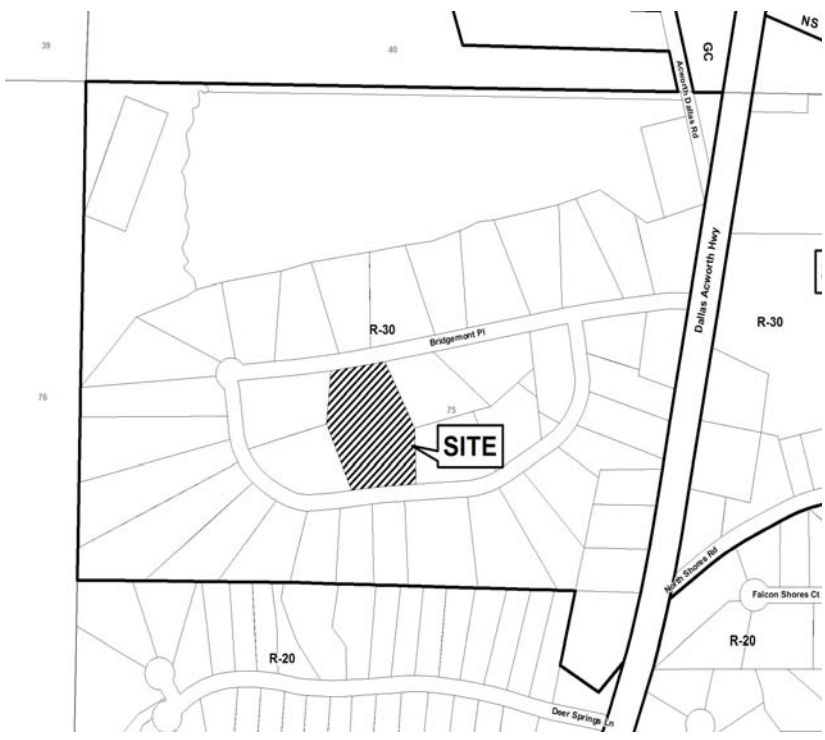 NS
39
40
GC
Acworth Dallas Rd
Dallas Acworth Hwy
R-30
R-30
Bridgemont Pl
76
75
SITE
North Shores Rd
Falcon Shores Ct
R-20
R-20
Deer Springs Ln